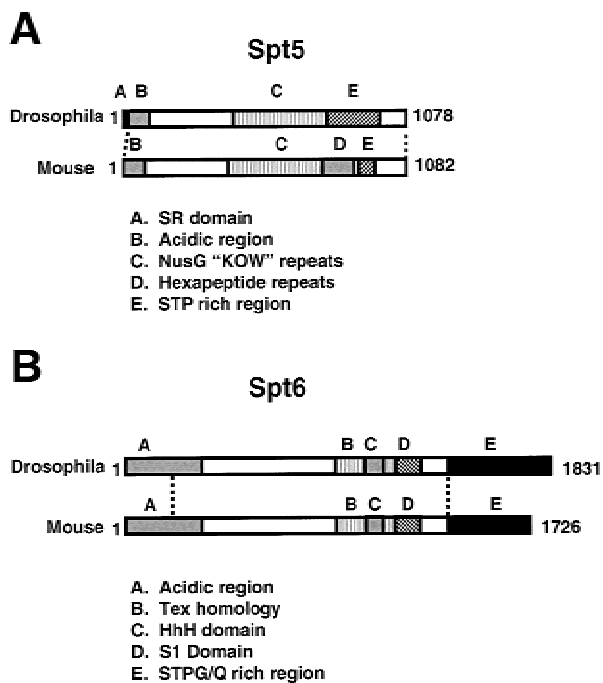 A
Spt5
A B C E
Drosophila 1 1078
B C D E
Mouse 1 1082
A. SR domain
B. Acidic region
C. NusG “KOW” repeats
D. Hexapeptide repeats
E. STP rich region
B
Spt6
A B C D E
Drosophila 1 1831
A B C D E
Mouse 1 1726
A. Acidic region
B. Tex homology
C. HhH domain
D. S1 Domain
E. STPG/Q rich region